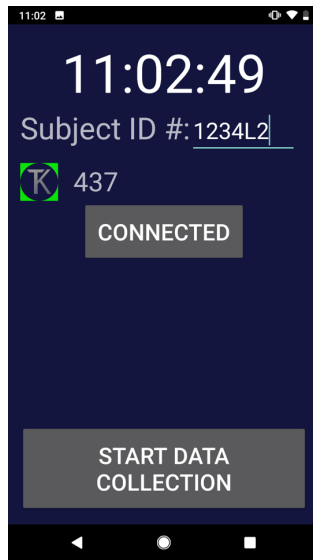 11:02
11:02:49
Subject ID #: 1234L2
TK 437
CONNECTED
START DATA
COLLECTION